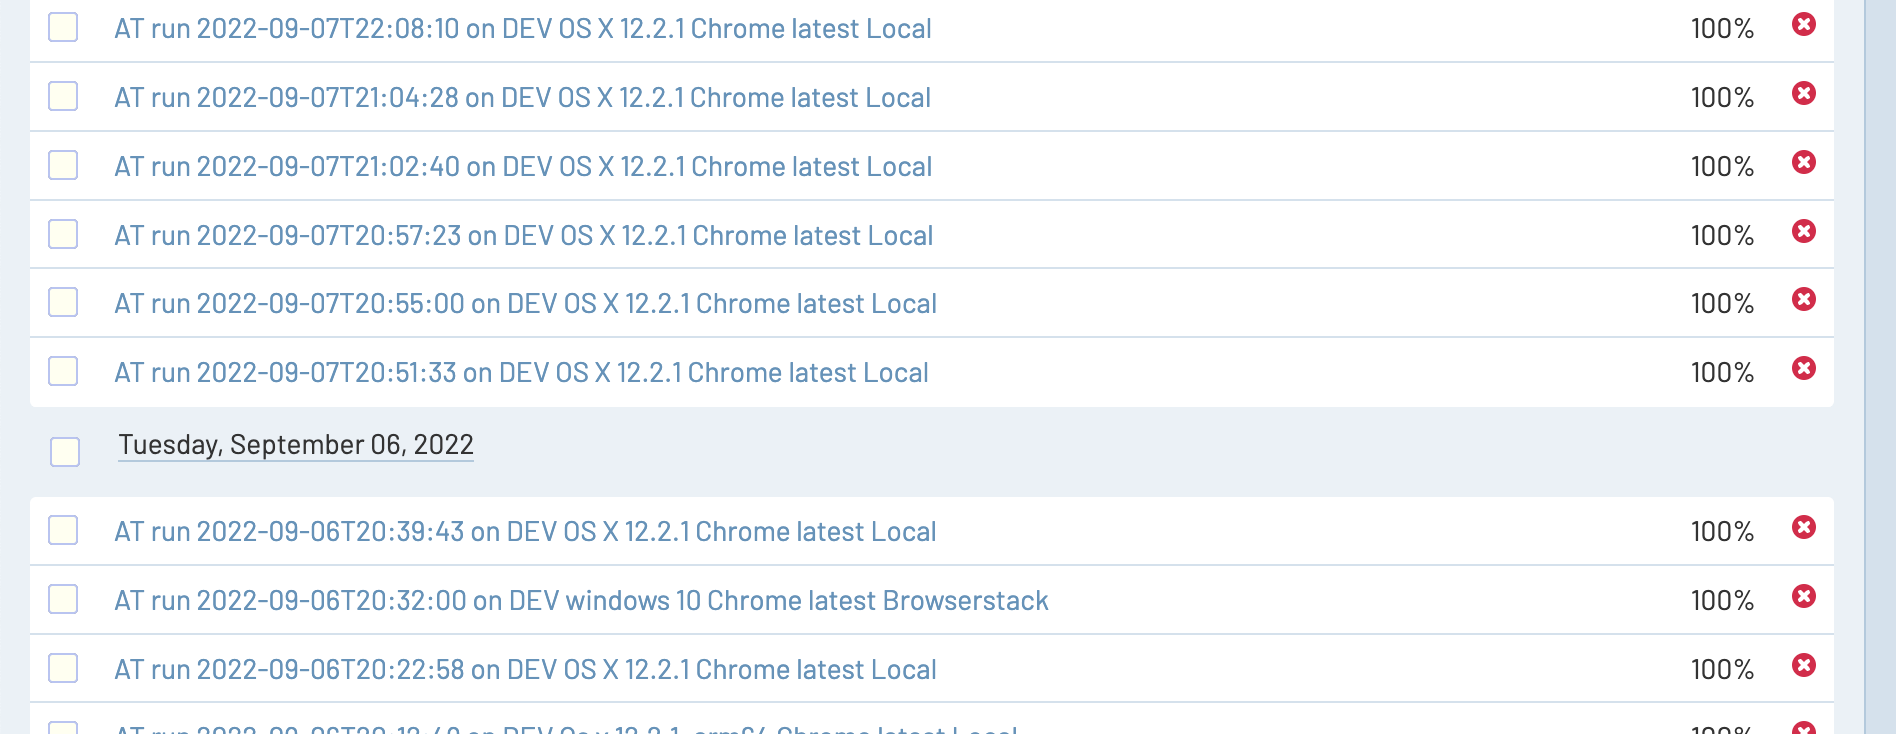 AT run 2022-09-07T22:08:10 on DEV OS X 12.2.1 Chrome latest Local 100%
AT run 2022-09-07T21:04:28 on DEV OS X 12.2.1 Chrome latest Local 100%
AT run 2022-09-07T21:02:40 on DEV OS X 12.2.1 Chrome latest Local 100%
AT run 2022-09-07T20:57:23 on DEV OS X 12.2.1 Chrome latest Local 100%
AT run 2022-09-07T20:55:00 on DEV OS X 12.2.1 Chrome latest Local 100%
AT run 2022-09-07T20:51:33 on DEV OS X 12.2.1 Chrome latest Local 100%
Tuesday, September 06, 2022
AT run 2022-09-06T20:39:43 on DEV OS X 12.2.1 Chrome latest Local 100%
AT run 2022-09-06T20:32:00 on DEV windows 10 Chrome latest Browserstack 100%
AT run 2022-09-06T20:22:58 on DEV OS X 12.2.1 Chrome latest Local 100%
AT run on DEV Chrome latest Local 100%